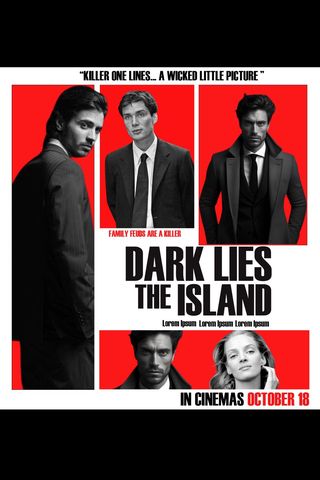 “KILLER ONE LINES... A WICKED LITTLE PICTURE ”
FAMILY FEUDS ARE A KILLER
DARK LIES
THE ISLAND
Lorem Ipsum Lorem Ipsum Lorem Ipsum
IN CINEMAS OCTOBER 18